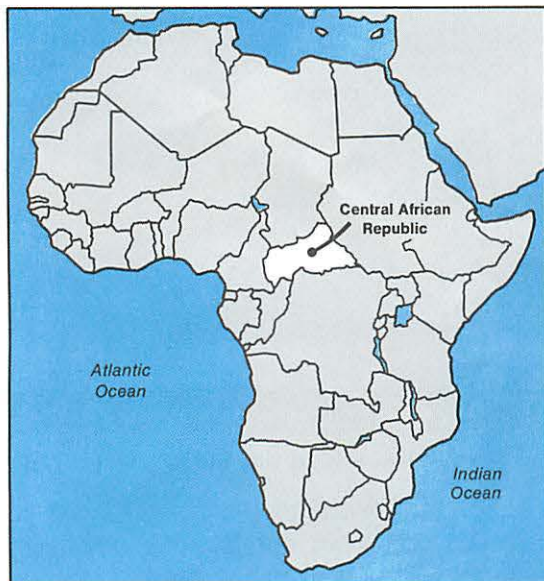 Central African
Republic
Atlantic
Ocean
Indian
Ocean